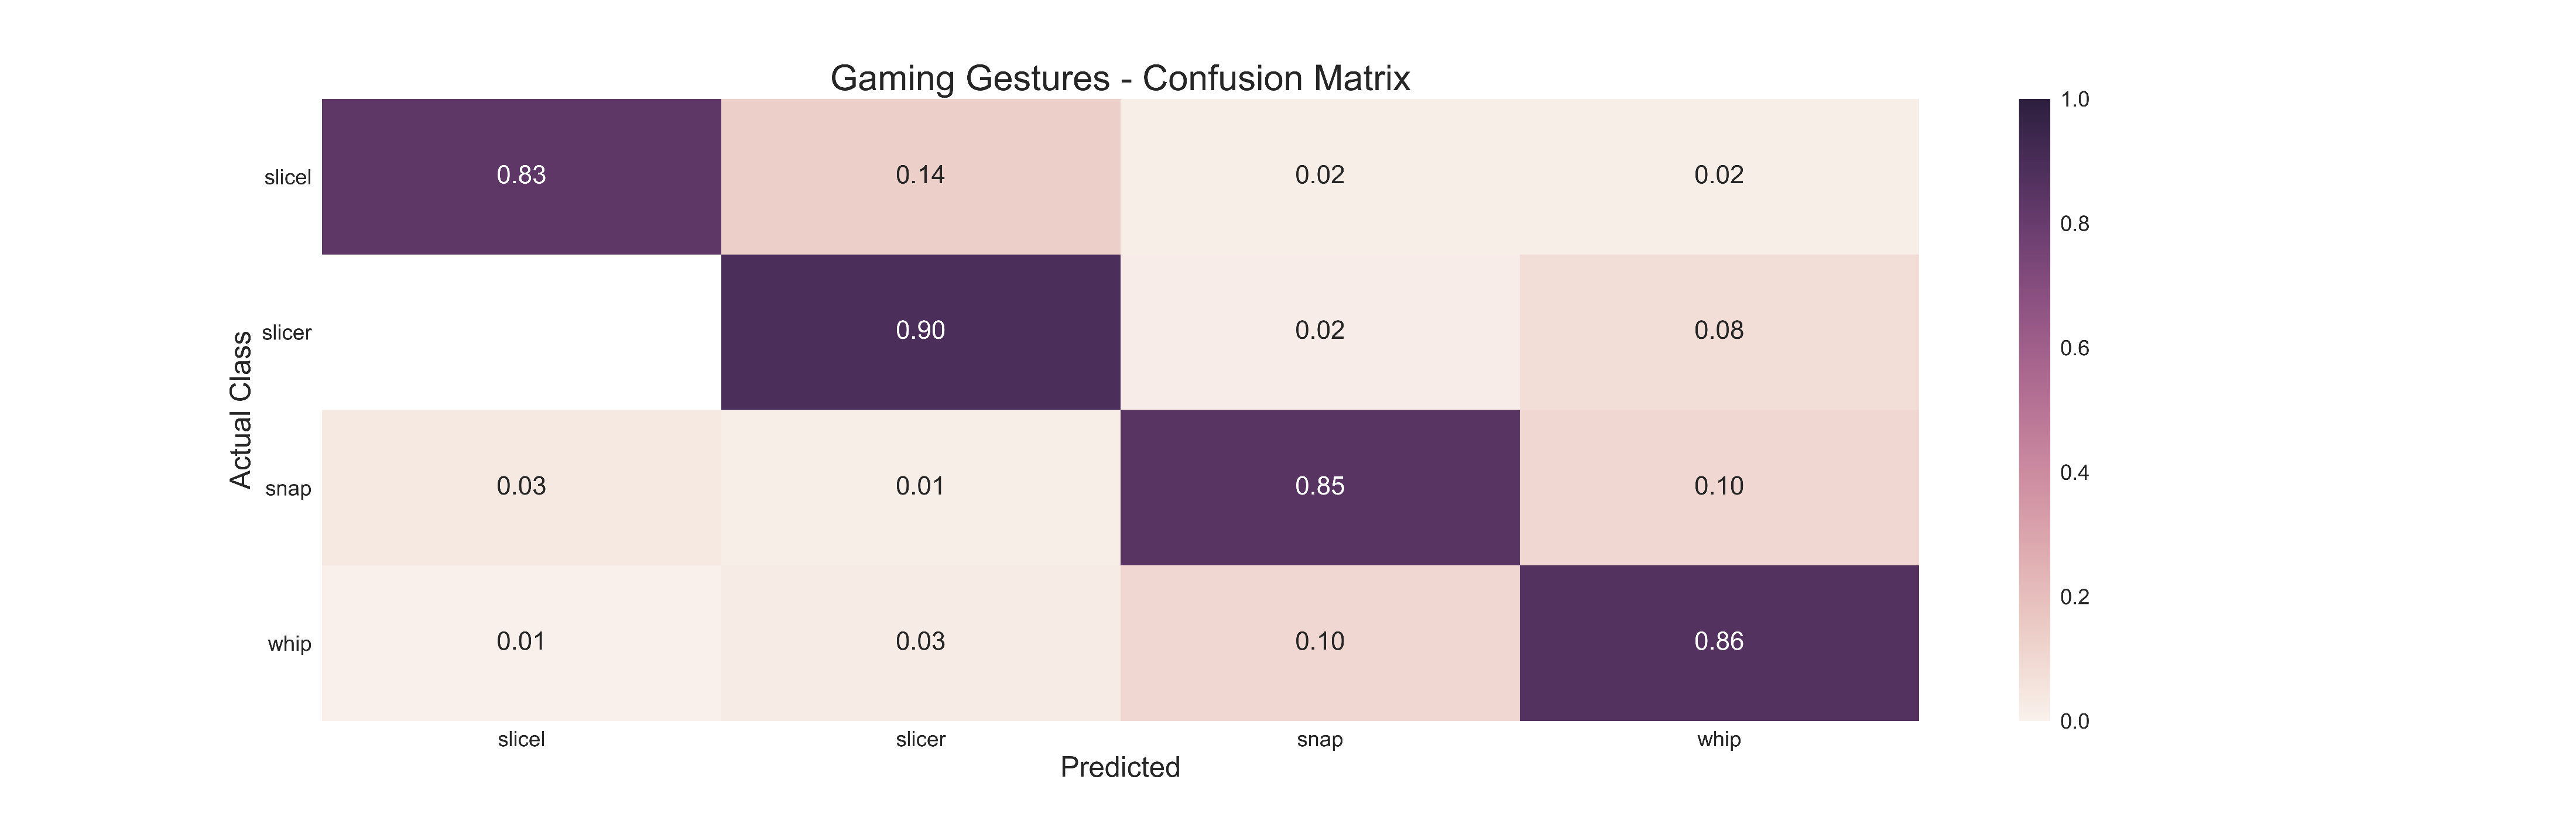 Gaming Gestures - Confusion Matrix
1.0
slicel 0.83 0.14 0.02 0.02
0.8
slicer 0.90 0.02 0.08
0.6
Actual Class
0.4
snap 0.03 0.01 0.85 0.10
0.2
whip 0.01 0.03 0.10 0.86
0.0
slicel slicer snap whip
Predicted